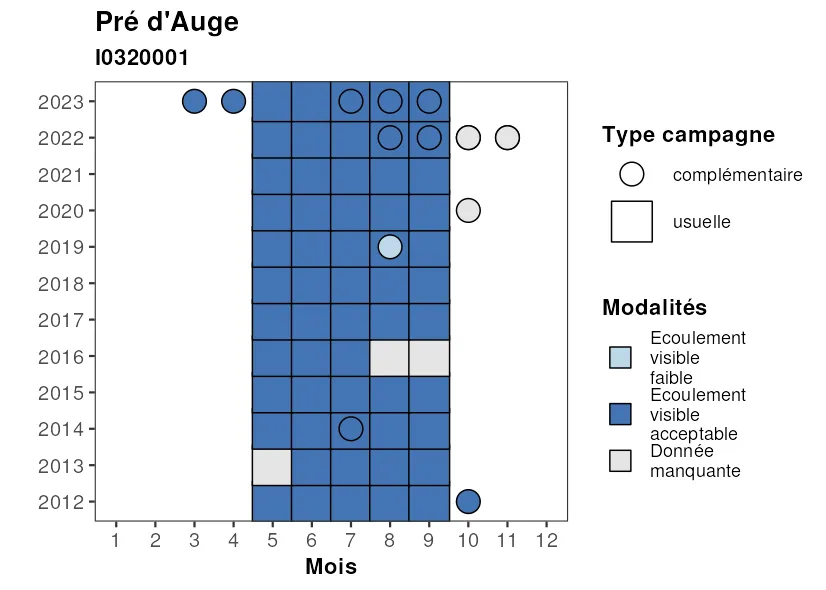 Pré d'Auge
I0320001
2023
2022
2021
2020
2019
2018
2017
2016
2015
2014
2013
2012
1 2 3 4 5 6 7 8 9 10 11 12
Mois
Type campagne
complémentaire
usuelle
Modalités
Ecoulement
visible
faible
Ecoulement
visible
acceptable
Donnée
manquante